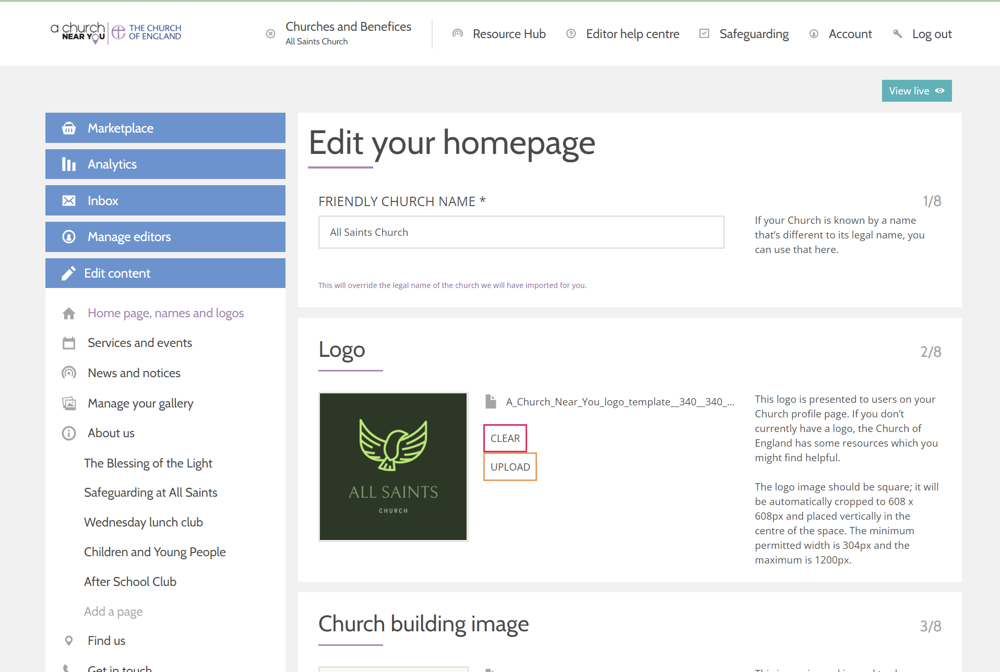 a church
NEAR YOU
THE CHURCH
OF ENGLAND
Churches and Benefices
All Saints Church
Resource Hub
Editor help centre
Safeguarding
Account
Log out
View live
Marketplace
Analytics
Inbox
Manage editors
Edit content
Home page, names and logos
Services and events
News and notices
Manage your gallery
About us
The Blessing of the Light
Safeguarding at All Saints
Wednesday lunch club
Children and Young People
After School Club
Add a page
Find us
Get in touch
Edit your homepage
FRIENDLY CHURCH NAME *
1/8
All Saints Church
If your Church is known by a name
that’s different to its legal name, you
can use that here.
This will override the legal name of the church we will have imported for you.
Logo
2/8
ALL SAINTS
CHURCH
A_Church_Near_You_logo_template__340__340_...
CLEAR
UPLOAD
This logo is presented to users on your
Church profile page. If you don’t
currently have a logo, the Church of
England has some resources which you
might find helpful.
The logo image should be square; it will
be automatically cropped to 608 x
608px and placed vertically in the
centre of the space. The minimum
permitted width is 304px and the
maximum is 1200px.
Church building image
3/8